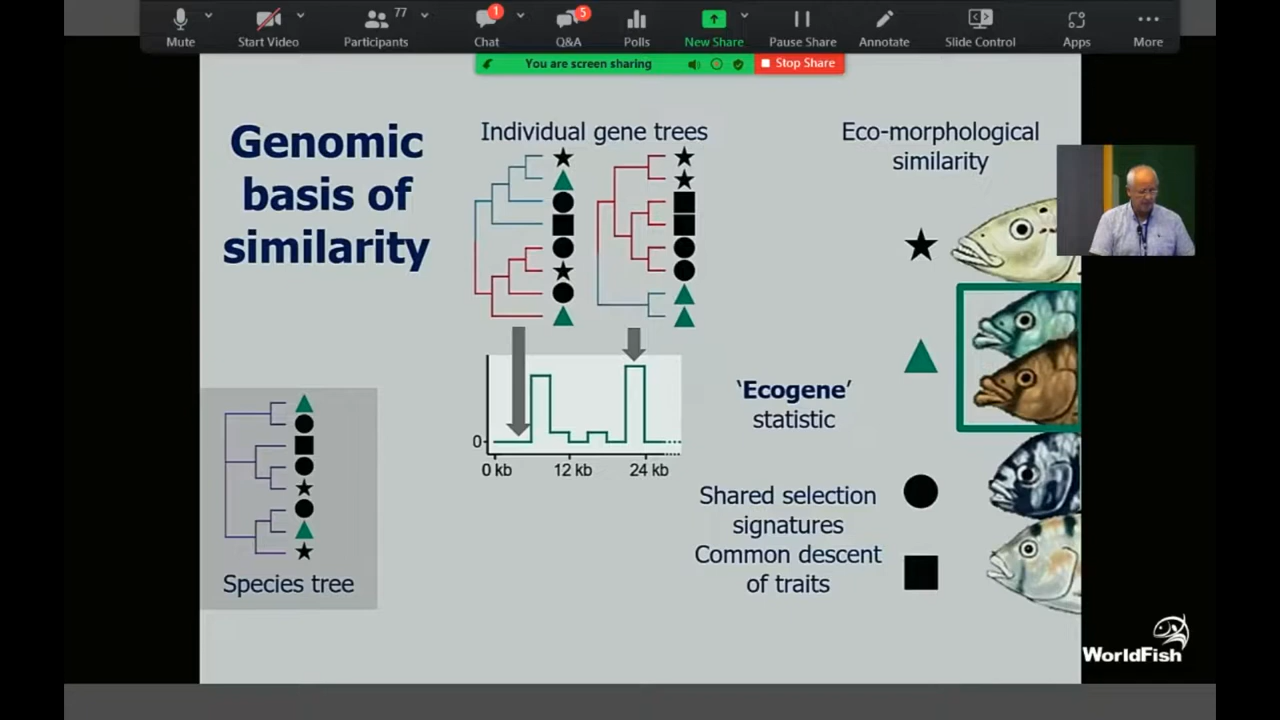 77
1
5
Mute
Start Video
Participants
Chat
Q&A
Polls
New Share
Pause Share
Annotate
Slide Control
Apps
More
You are screen sharing
Stop Share
Genomic
basis of
similarity
Individual gene trees
Eco-morphological
similarity
0
0 kb
12 kb
24 kb
'Ecogene'
statistic
Shared selection
signatures
Common descent
of traits
Species tree
WorldFish